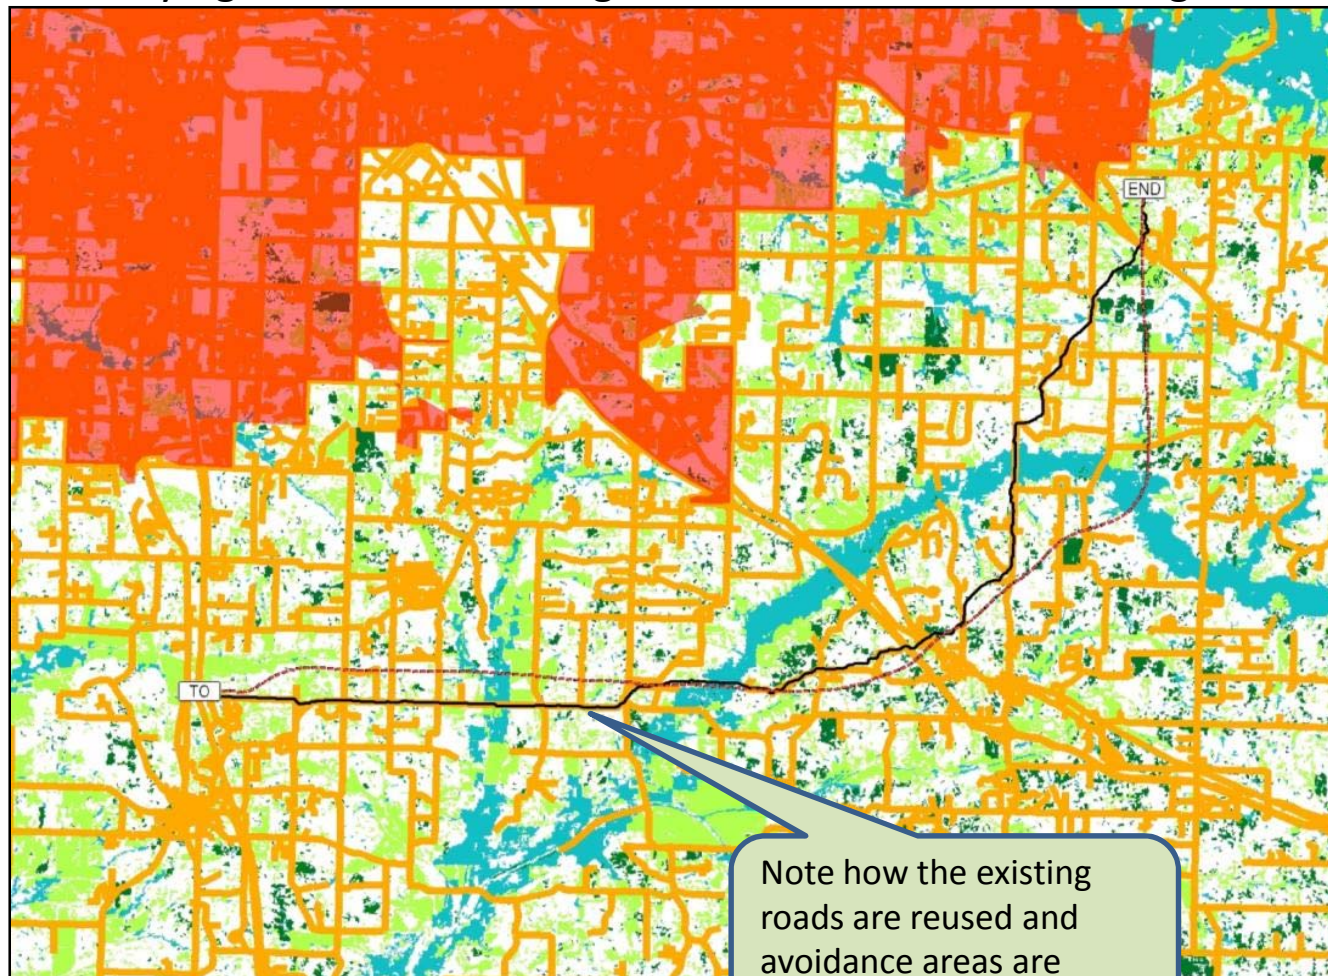 END
TO
Note how the existing
roads are reused and
avoidance areas are